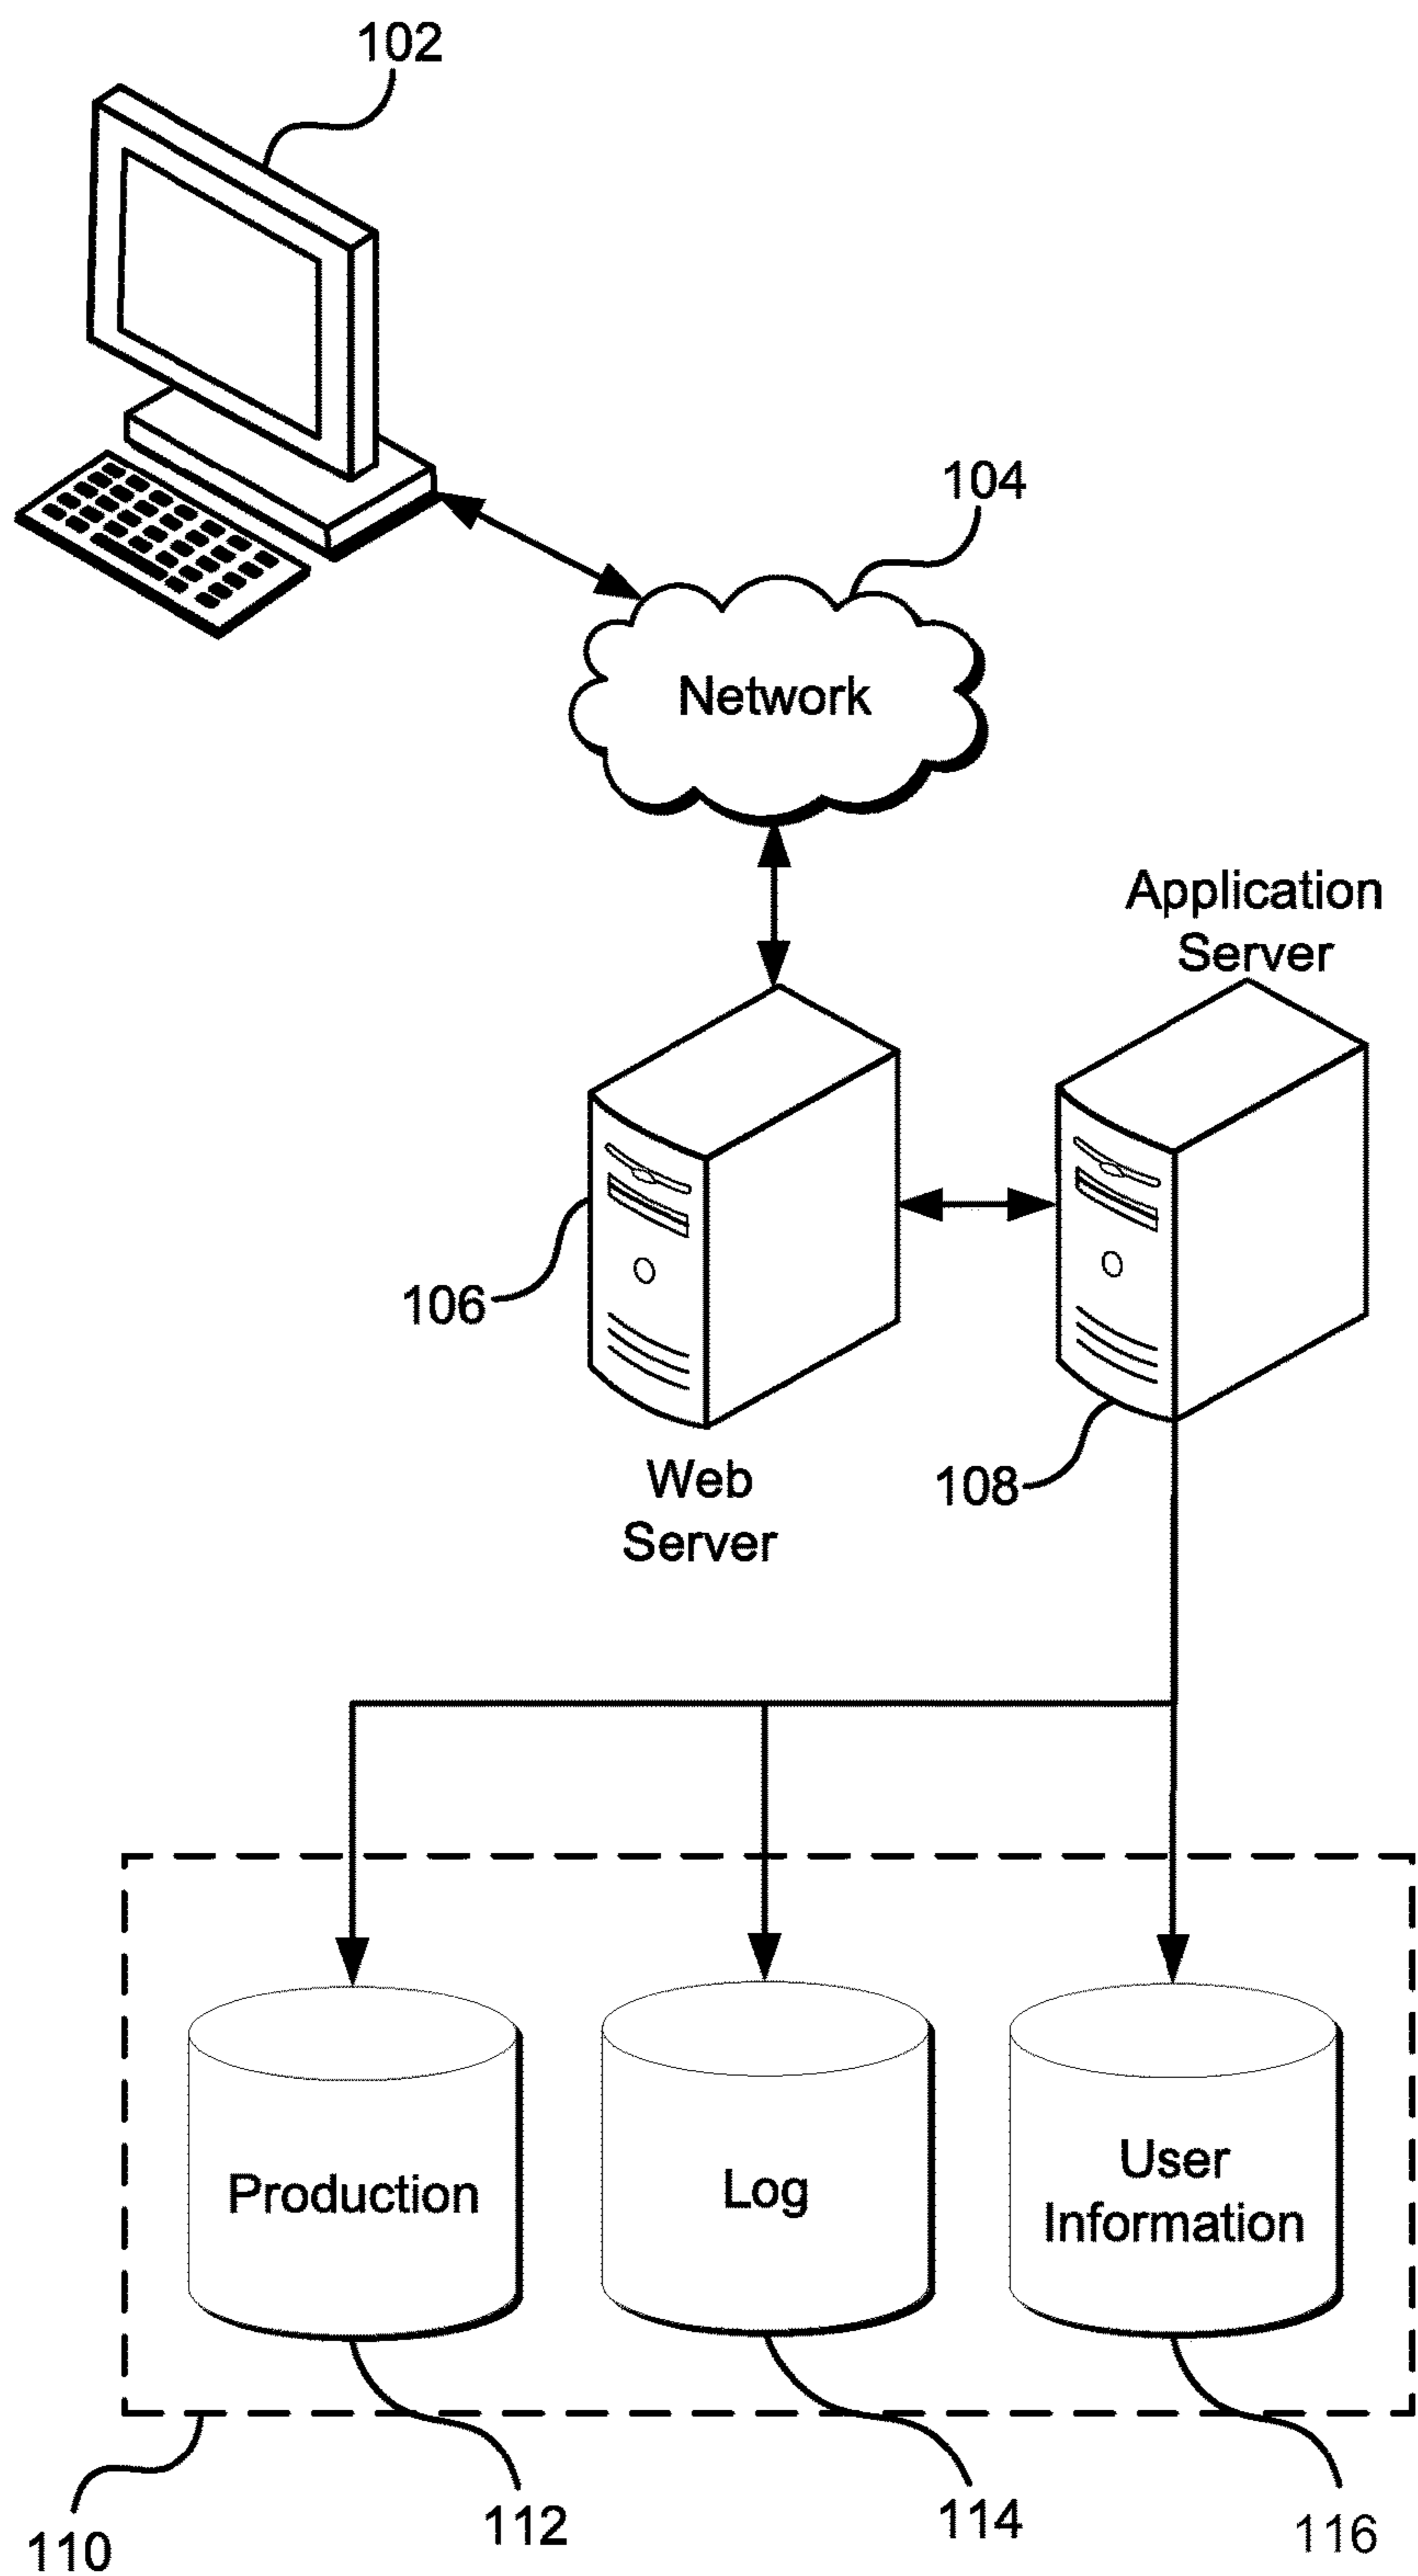 102
104
Network
Application
Server
106
108
Web
Server
Production
Log
User
Information
110
112
114
116